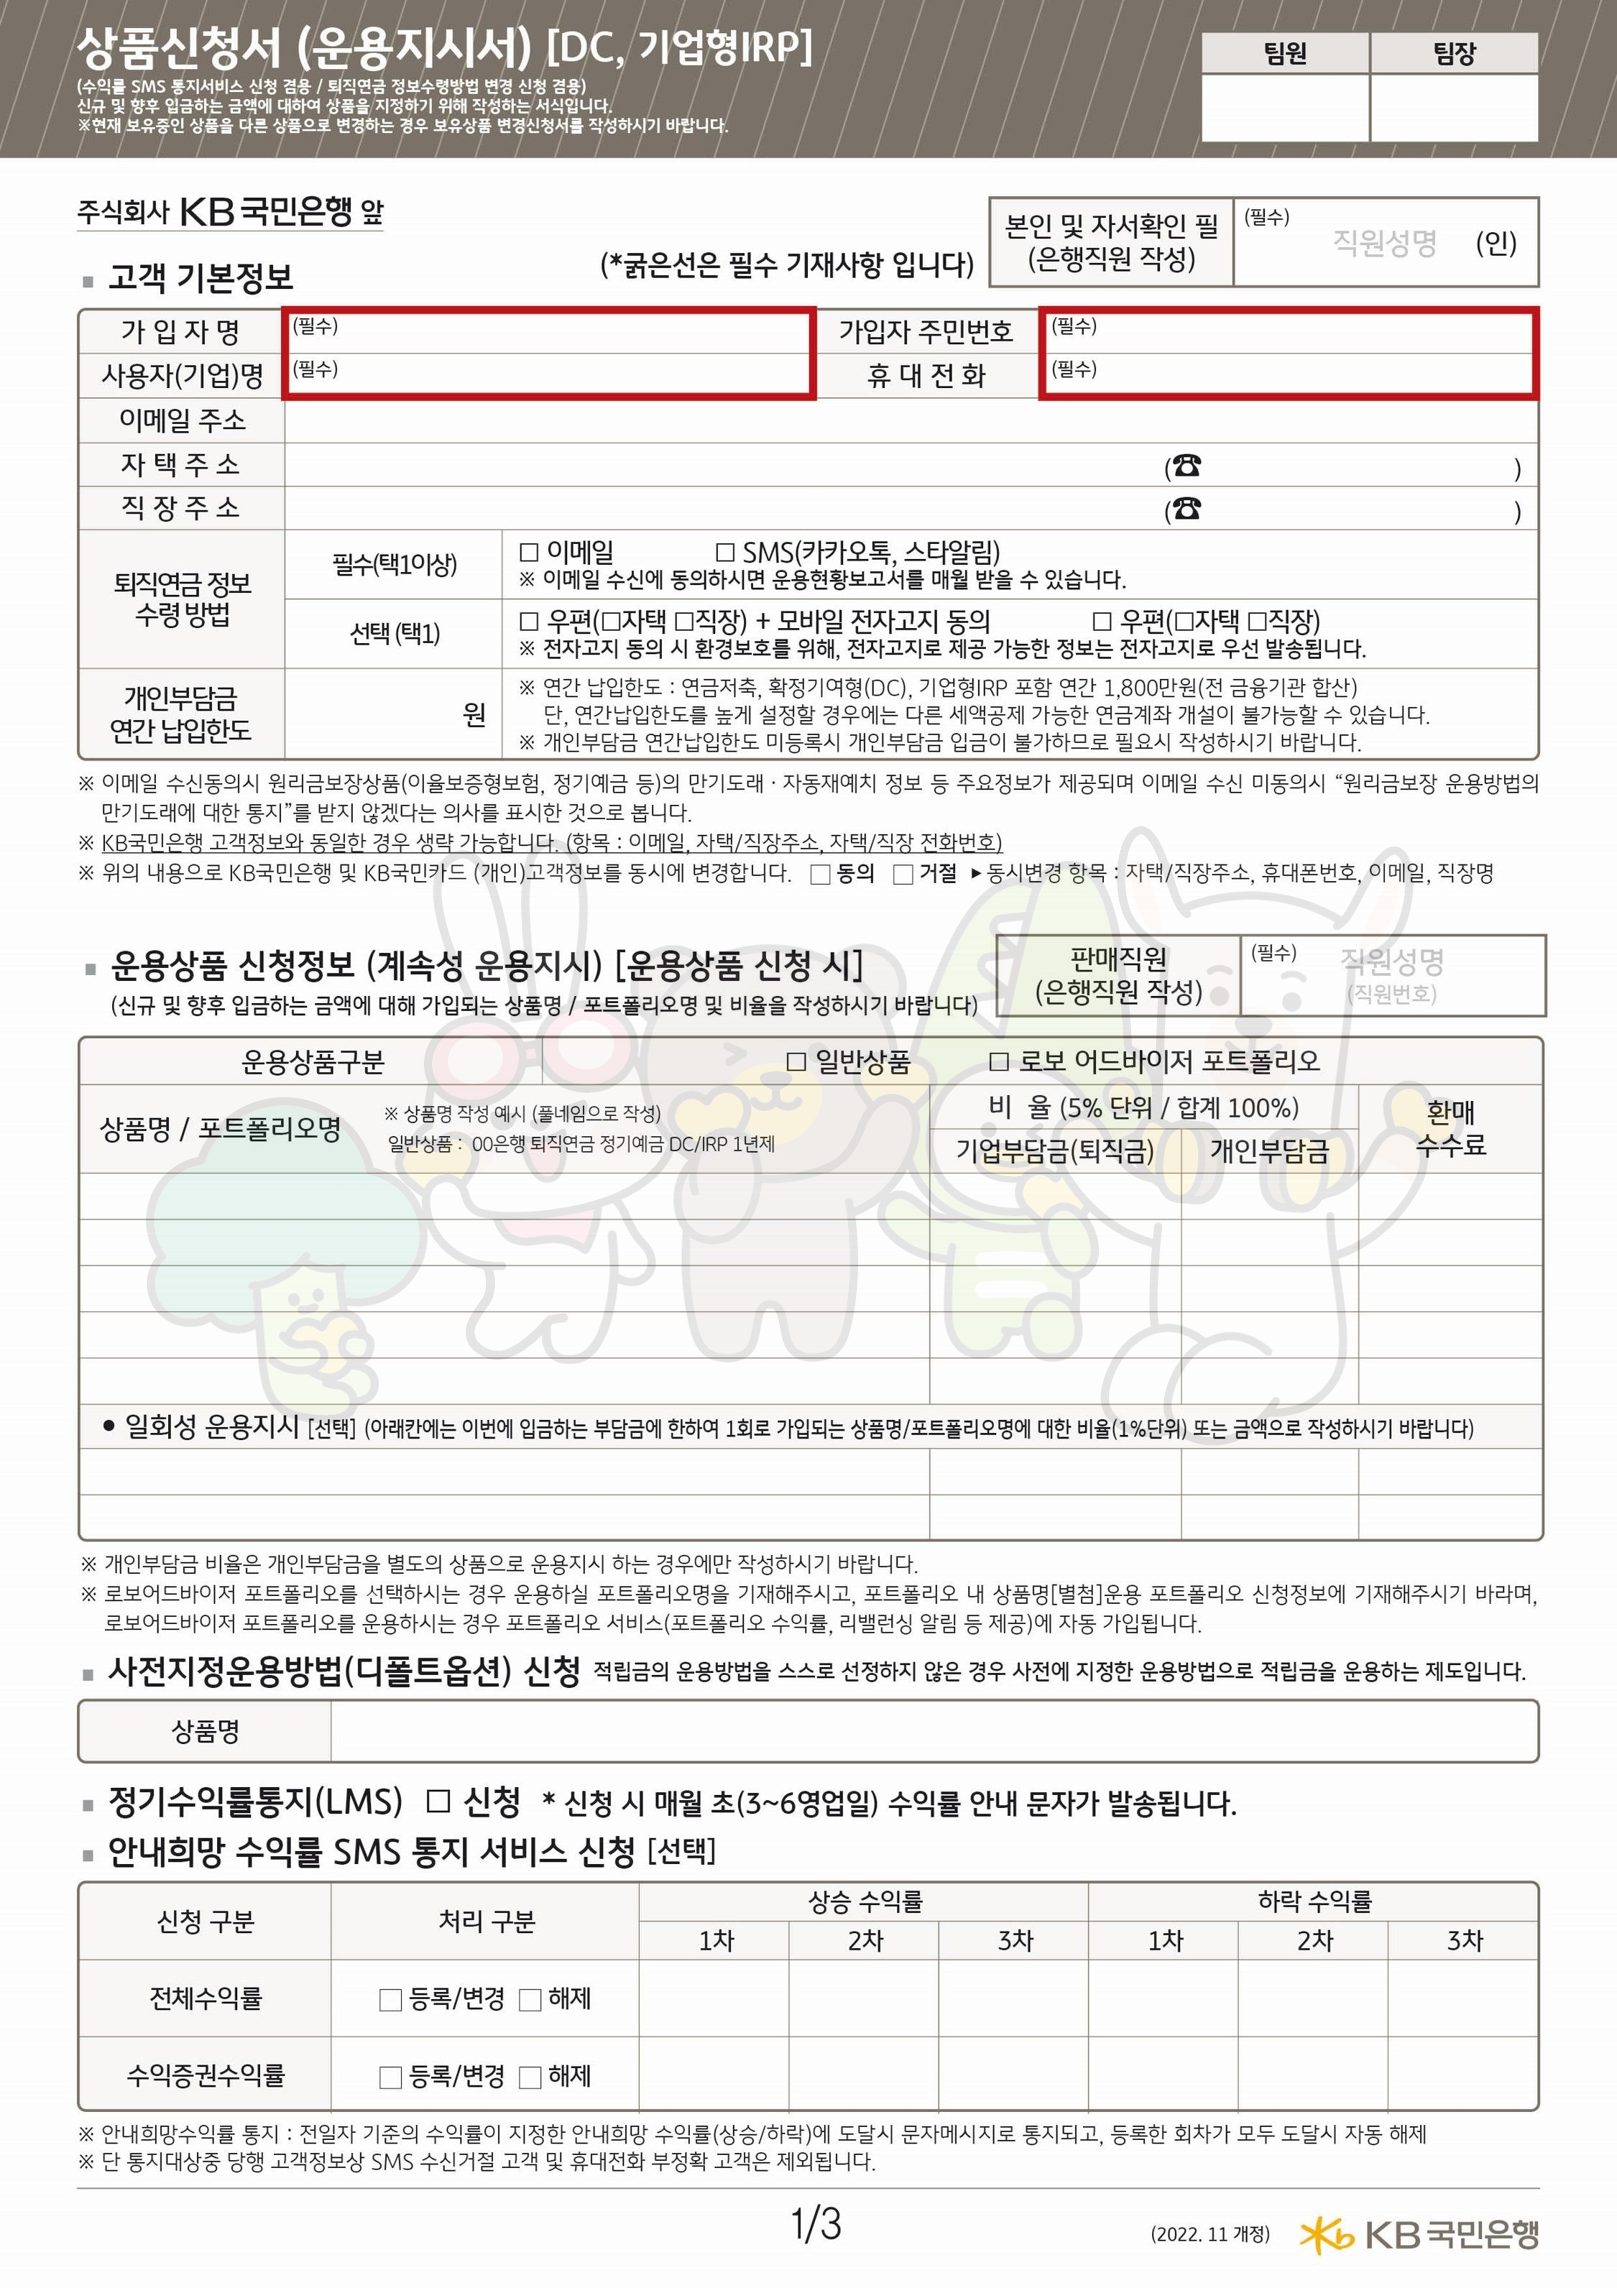 상품신청서 (운용지시서) [DC, 기업형IRP]
(수익률 SMS 통지서비스 신청 겸용 / 퇴직연금 정보수령방법 변경 신청 겸용)
신규 및 향후 입금하는 금액에 대하여 상품을 지정하기 위해 작성하는 서식입니다.
※현재 보유중인 상품을 다른 상품으로 변경하는 경우 보유상품 변경신청서를 작성하시기 바랍니다.
팀원 팀장
주식회사 KB국민은행 앞
본인 및 자서확인 필 (필수) 직원성명 (인)
(은행직원 작성)
(*굵은선은 필수 기재사항 입니다)
■ 고객 기본정보
가 입 자 명 (필수) 가입자 주민번호 (필수)
사용자(기업)명 (필수) 휴 대 전 화 (필수)
이메일 주소
자 택 주 소 (☎ )
직 장 주 소 (☎ )
퇴직연금 정보
수령 방법
필수(택1이상) □ 이메일 □ SMS(카카오톡, 스타알림)
※ 이메일 수신에 동의하시면 운용현황보고서를 매월 받을 수 있습니다.
선택 (택1) □ 우편(□자택 □직장) + 모바일 전자고지 동의 □ 우편(□자택 □직장)
※ 전자고지 동의 시 환경보호를 위해, 전자고지로 제공 가능한 정보는 전자고지로 우선 발송됩니다.
개인부담금
연간 납입한도
원
※ 연간 납입한도 : 연금저축, 확정기여형(DC), 기업형IRP 포함 연간 1,800만원(전 금융기관 합산)
단, 연간납입한도를 높게 설정할 경우에는 다른 세액공제 가능한 연금계좌 개설이 불가능할 수 있습니다.
※ 개인부담금 연간납입한도 미등록시 개인부담금 입금이 불가하므로 필요시 작성하시기 바랍니다.
※ 이메일 수신동의시 원리금보장상품(이율보증형보험, 정기예금 등)의 만기도래 · 자동재예치 정보 등 주요정보가 제공되며 이메일 수신 미동의시 “원리금보장 운용방법의
만기도래에 대한 통지”를 받지 않겠다는 의사를 표시한 것으로 봅니다.
※ KB국민은행 고객정보와 동일한 경우 생략 가능합니다. (항목 : 이메일, 자택/직장주소, 자택/직장 전화번호)
※ 위의 내용으로 KB국민은행 및 KB국민카드 (개인)고객정보를 동시에 변경합니다. □ 동의 □ 거절 ▶동시변경 항목 : 자택/직장주소, 휴대폰번호, 이메일, 직장명
■ 운용상품 신청정보 (계속성 운용지시) [운용상품 신청 시]
(신규 및 향후 입금하는 금액에 대해 가입되는 상품명 / 포트폴리오명 및 비율을 작성하시기 바랍니다)
판매직원 (필수) 직원성명
(은행직원 작성) (직원번호)
운용상품구분 □ 일반상품 □ 로보 어드바이저 포트폴리오
상품명 / 포트폴리오명
※ 상품명 작성 예시 (풀네임으로 작성)
일반상품 : 00은행 퇴직연금 정기예금 DC/IRP 1년제
비 율 (5% 단위 / 합계 100%)
기업부담금(퇴직금) 개인부담금
환매
수수료
● 일회성 운용지시 [선택] (아래칸에는 이번에 입금하는 부담금에 한하여 1회로 가입되는 상품명/포트폴리오명에 대한 비율(1%단위) 또는 금액으로 작성하시기 바랍니다)
※ 개인부담금 비율은 개인부담금을 별도의 상품으로 운용지시 하는 경우에만 작성하시기 바랍니다.
※ 로보어드바이저 포트폴리오를 선택하시는 경우 운용하실 포트폴리오명을 기재해주시고, 포트폴리오 내 상품명[별첨]운용 포트폴리오 신청정보에 기재해주시기 바라며,
로보어드바이저 포트폴리오를 운용하시는 경우 포트폴리오 서비스(포트폴리오 수익률, 리밸런싱 알림 등 제공)에 자동 가입됩니다.
■ 사전지정운용방법(디폴트옵션) 신청 적립금의 운용방법을 스스로 선정하지 않은 경우 사전에 지정한 운용방법으로 적립금을 운용하는 제도입니다.
상품명
■ 정기수익률통지(LMS) □ 신청 * 신청 시 매월 초(3~6영업일) 수익률 안내 문자가 발송됩니다.
■ 안내희망 수익률 SMS 통지 서비스 신청 [선택]
신청 구분 처리 구분 상승 수익률 하락 수익률
1차 2차 3차 1차 2차 3차
전체수익률 □ 등록/변경 □ 해제
수익증권수익률 □ 등록/변경 □ 해제
※ 안내희망수익률 통지 : 전일자 기준의 수익률이 지정한 안내희망 수익률(상승/하락)에 도달시 문자메시지로 통지되고, 등록한 회차가 모두 도달시 자동 해제
※ 단 통지대상중 당행 고객정보상 SMS 수신거절 고객 및 휴대전화 부정확 고객은 제외됩니다.
1/3
(2022. 11 개정) KB국민은행